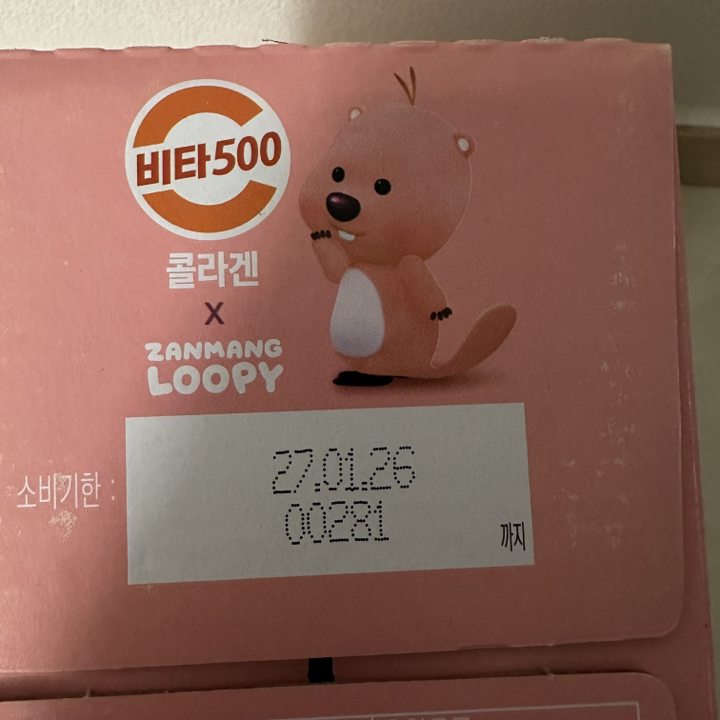 비타500
콜라겐
X
ZANMANG
LOOPY
소비기한 :
27.01.26
00281
까지